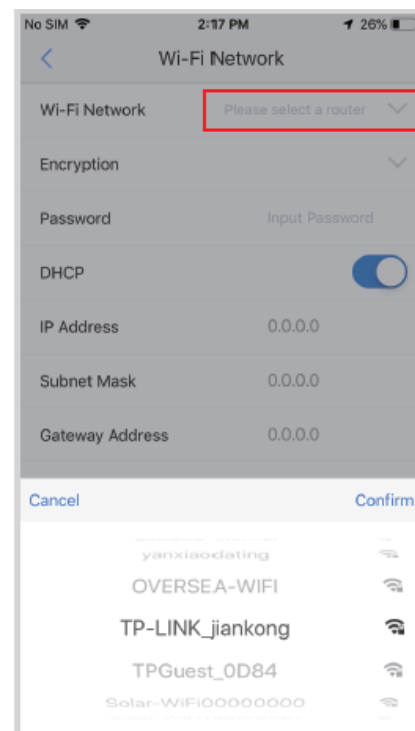 No SIM 2:17 PM 26%
Wi-Fi Network
Wi-Fi Network Please select a router
Encryption
Password Input Password
DHCP
IP Address 0.0.0.0
Subnet Mask 0.0.0.0
Gateway Address 0.0.0.0
Cancel Confirm
yanxiaodating
OVERSEA-WIFI
TP-LINK_jiankong
TPGuest_0D84
Solar-WiFi00000000